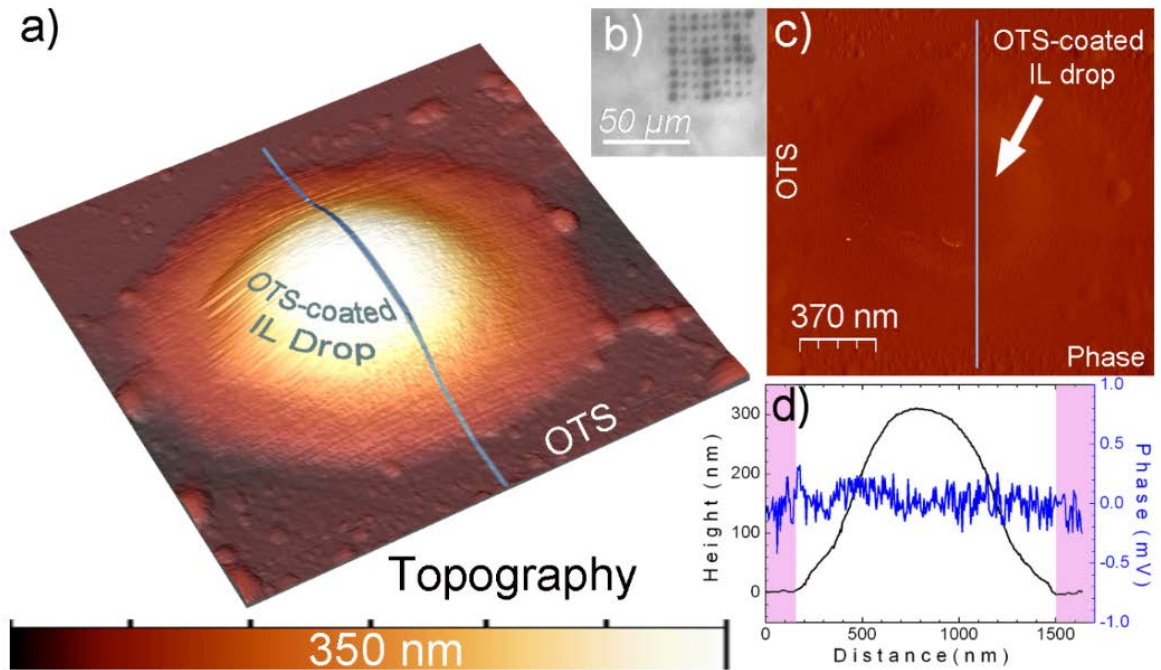 a)
OTS-coated
IL Drop
OTS
Topography
350 nm
b)
50 μm
c)
OTS-coated
IL drop
OTS
370 nm
Phase
d)
300
200
100
0
Height (nm)
1.0
0.5
0.0
-0.5
-1.0
Phase (mV)
0
500
1000
1500
Distance(nm)